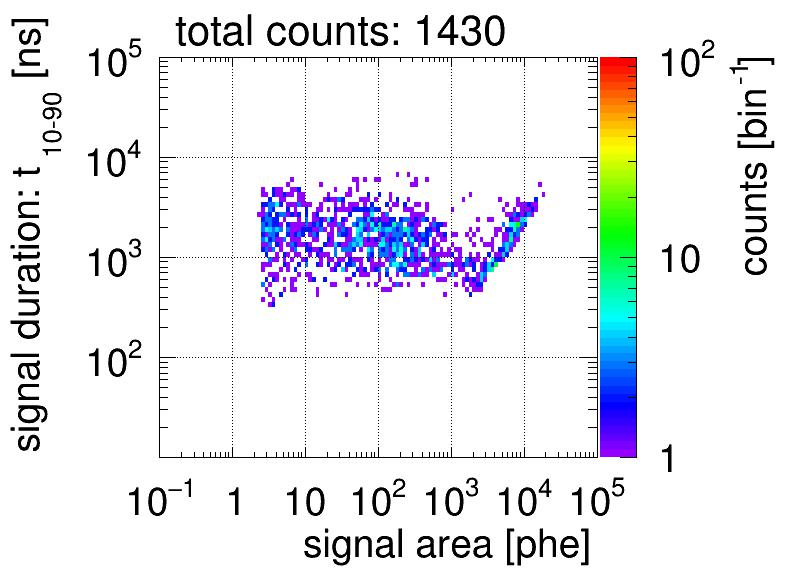 total counts: 1430
signal duration: t 10-90 [ns]
10^5
10^4
10^3
10^2
10^−1 1 10 10^2 10^3 10^4 10^5
signal area [phe]
10^2
10
1
counts [bin^-1]